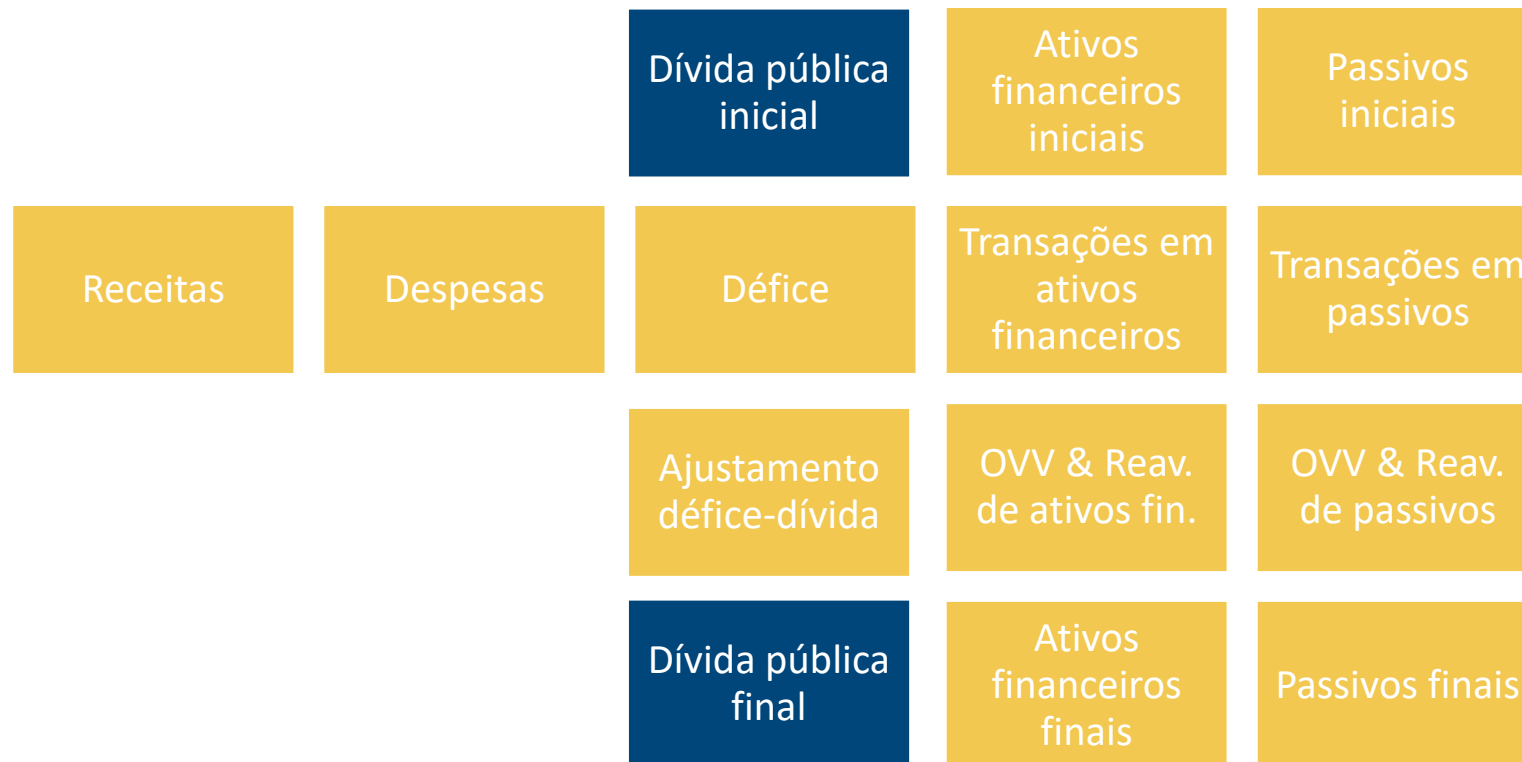 Dívida pública
inicial
Ativos
financeiros
iniciais
Passivos
iniciais
Receitas
Despesas
Défice
Transações em
ativos
financeiros
Transações em
passivos
Ajustamento
défice-dívida
OVV & Reav.
de ativos fin.
OVV & Reav.
de passivos
Dívida pública
final
Ativos
financeiros
finais
Passivos finais